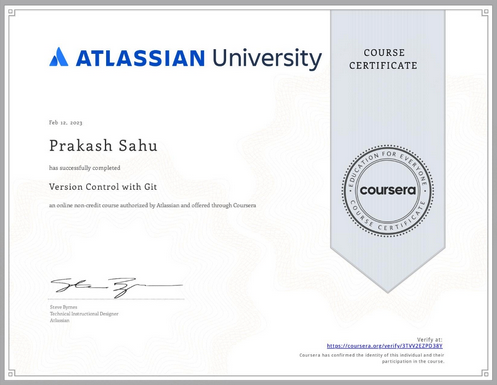 ATLASSIAN University
COURSE
CERTIFICATE
Feb 12, 2023
Prakash Sahu
has successfully completed
Version Control with Git
an online non-credit course authorized by Atlassian and offered through Coursera
EDUCATION FOR EVERYONE
coursera
COURSE CERTIFICATE
Steve Byrnes
Technical Instructional Designer
Atlassian
Verify at:
https://coursera.org/verify/3TVV2EZPD38Y
Coursera has confirmed the identity of this individual and their
participation in the course.